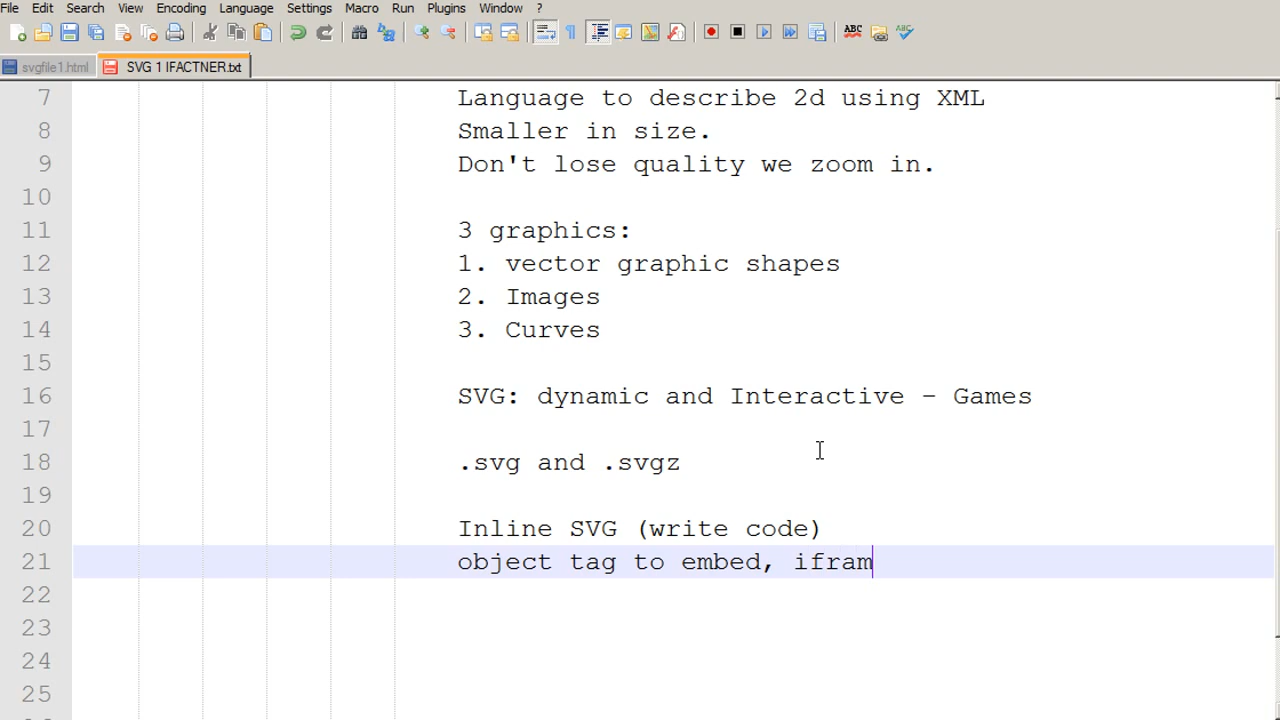 File Edit Search View Encoding Language Settings Macro Run Plugins Window ?
ABC ABC
svgfile1.html SVG 1 IFACTNER.txt
7 Language to describe 2d using XML
8 Smaller in size.
9 Don't lose quality we zoom in.
10
11 3 graphics:
12 1. vector graphic shapes
13 2. Images
14 3. Curves
15
16 SVG: dynamic and Interactive - Games
17
18 .svg and .svgz
19
20 Inline SVG (write code)
21 object tag to embed, ifram
22
23
24
25